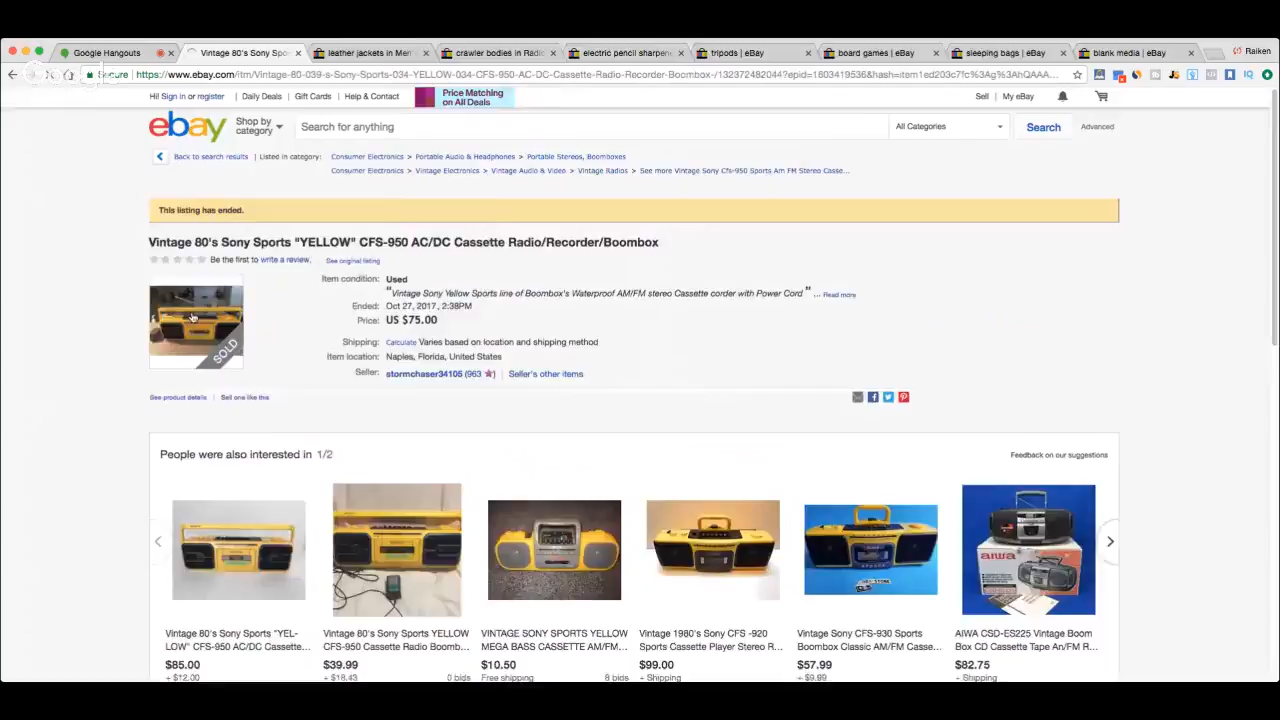 Google Hangouts
Vintage 80's Sony Spor
leather jackets in Men'
crawler bodies in Radio
electric pencil sharpene
tripods | eBay
board games | eBay
sleeping bags | eBay
blank media | eBay
Raiken
Secure
https://www.ebay.com/itm/Vintage-80-039-s-Sony-Sports-034-YELLOW-034-CFS-950-AC-DC-Cassette-Radio-Recorder-Boombox-/132372482044?epid=1803419536&hash=item1ed203c7fc%3Ag%3AhQAAA...
Hi! Sign in or register
Daily Deals
Gift Cards
Help & Contact
Price Matching
on All Deals
Sell
My eBay
ebay
Shop by
category
Search for anything
All Categories
Search
Advanced
Back to search results
Listed in category:
Consumer Electronics > Portable Audio & Headphones > Portable Stereos, Boomboxes
Consumer Electronics > Vintage Electronics > Vintage Audio & Video > Vintage Radios > See more Vintage Sony Cfs-950 Sports Am FM Stereo Casse...
This listing has ended.
Vintage 80's Sony Sports "YELLOW" CFS-950 AC/DC Cassette Radio/Recorder/Boombox
Be the first to write a review.
See original listing
SOLD
Item condition: Used
"Vintage Sony Yellow Sports line of Boombox's Waterproof AM/FM stereo Cassette corder with Power Cord " ... Read more
Ended: Oct 27, 2017 , 2:38PM
Price: US $75.00
Shipping: Calculate Varies based on location and shipping method
Item location: Naples, Florida, United States
Seller: stormchaser34105 (963 ) | Seller's other items
See product details | Sell one like this
People were also interested in 1/2
Feedback on our suggestions
aiwa
Vintage 80's Sony Sports "YEL-
LOW" CFS-950 AC/DC Cassette...
$85.00
+ $12.00
Vintage 80's Sony Sports YELLOW
CFS-950 Cassette Radio Boomb...
$39.99
+ $18.43
0 bids
VINTAGE SONY SPORTS YELLOW
MEGA BASS CASSETTE AM/FM...
$10.50
Free shipping
8 bids
Vintage 1980's Sony CFS -920
Sports Cassette Player Stereo R...
$99.00
+ Shipping
Vintage Sony CFS-930 Sports
Boombox Classic AM/FM Casse...
$57.99
+ $9.99
AIWA CSD-ES225 Vintage Boom
Box CD Cassette Tape An/FM R...
$82.75
+ Shipping